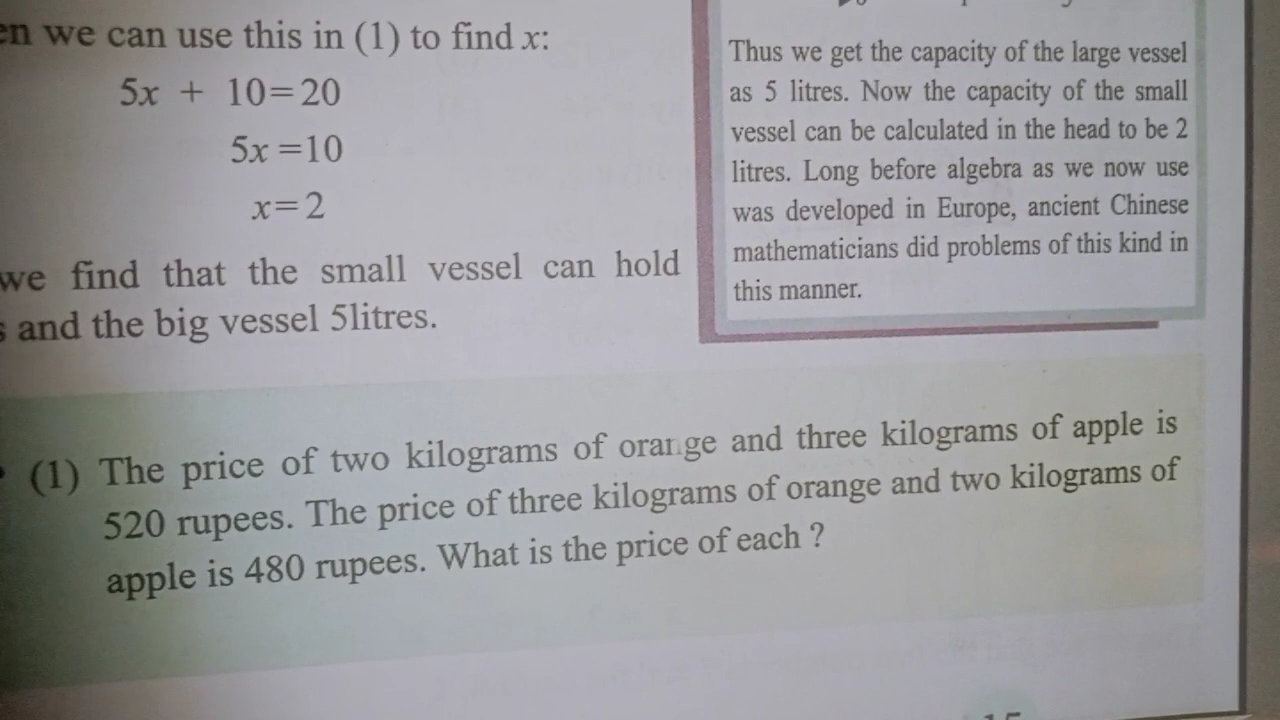 we can use this in (1) to find x:
5x + 10=20
5x =10
x=2
we find that the small vessel can hold
and the big vessel 5litres.
Thus we get the capacity of the large vessel
as 5 litres. Now the capacity of the small
vessel can be calculated in the head to be 2
litres. Long before algebra as we now use
was developed in Europe, ancient Chinese
mathematicians did problems of this kind in
this manner.
(1) The price of two kilograms of orange and three kilograms of apple is
520 rupees. The price of three kilograms of orange and two kilograms of
apple is 480 rupees. What is the price of each ?